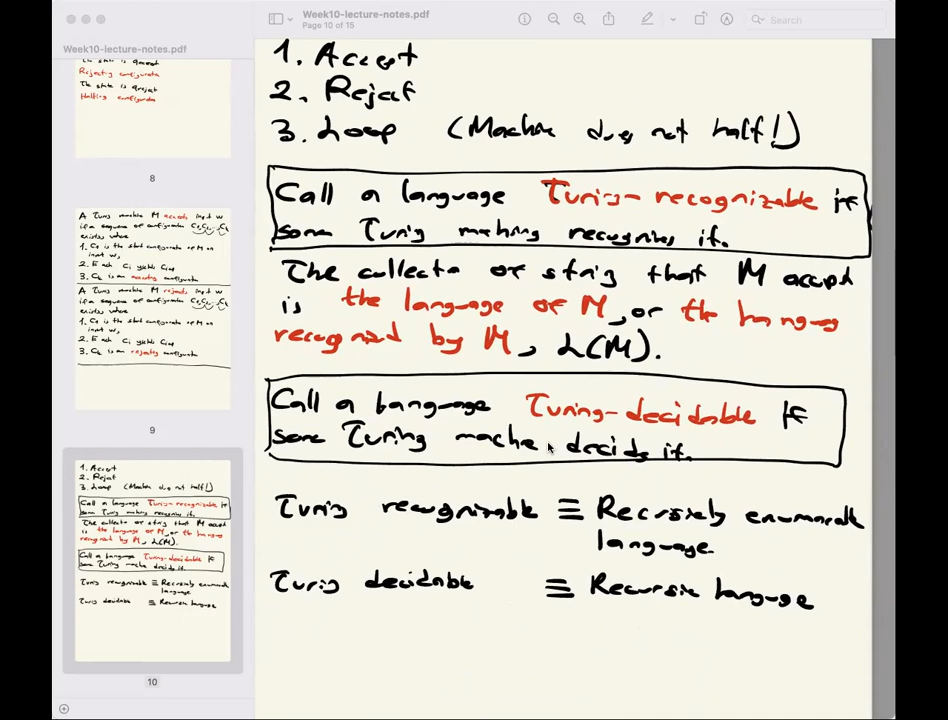 Week10-lecture-notes.pdf
Page 10 of 15
Search
Week10-lecture-notes.pdf
8
9
10
1. Accept
2. Reject
3. Loop (Machine does not halt!)
Call a language Turing-recognizable if
some Turing machine recognizes it.
The collection of strings that M accepts
is the language of M, or the language
recognized by M, L(M).
Call a language Turing-decidable if
some Turing machine decides it.
Turing recognizable ≡ Recursively enumerable
language.
Turing decidable ≡ Recursive language